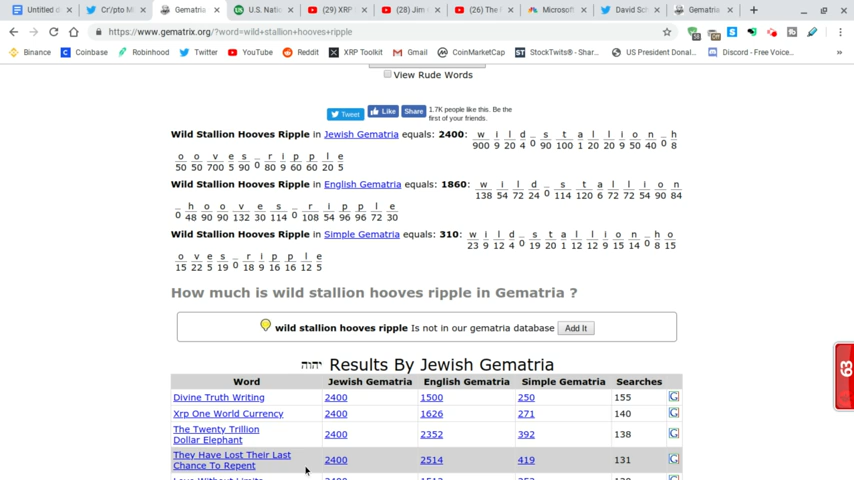 Untitled d
Cr/pto M
Gematria
U.S. Nati
(29) XRP
(28) Jim
(26) The
Microsof
David Sc
Gematria
https://www.gematrix.org/?word=wild+stallion+hooves+ripple
Binance
Coinbase
Robinhood
Twitter
YouTube
Reddit
XRP Toolkit
Gmail
CoinMarketCap
StockTwits® - Shar...
US President Donal...
Discord - Free Voice...
View Rude Words
Tweet
Like
Share
1.7K people like this. Be the
first of your friends.
Wild Stallion Hooves Ripple in Jewish Gematria equals: 2400: w i l d _ s t a l l i o n _ h
900 9 20 4 0 90 100 1 20 20 9 50 40 0 8
o o v e s _ r i p p l e
50 50 700 5 90 0 80 9 60 60 20 5
Wild Stallion Hooves Ripple in English Gematria equals: 1860: w i l d _ s t a l l i o n
138 54 72 24 0 114 120 6 72 72 54 90 84
_ h o o v e s _ r i p p l e
0 48 90 90 132 30 114 0 108 54 96 96 72 30
Wild Stallion Hooves Ripple in Simple Gematria equals: 310: w i l d _ s t a l l i o n _ h o
23 9 12 4 0 19 20 1 12 12 9 15 14 0 8 15
o v e s _ r i p p l e
15 22 5 19 0 18 9 16 16 12 5
How much is wild stallion hooves ripple in Gematria ?
wild stallion hooves ripple Is not in our gematria database Add It
יהוה Results By Jewish Gematria
Word Jewish Gematria English Gematria Simple Gematria Searches
Divine Truth Writing 2400 1500 250 155 G
Xrp One World Currency 2400 1626 271 140 G
The Twenty Trillion
Dollar Elephant 2400 2352 392 138 G
They Have Lost Their Last
Chance To Repent 2400 2514 419 131 G
63